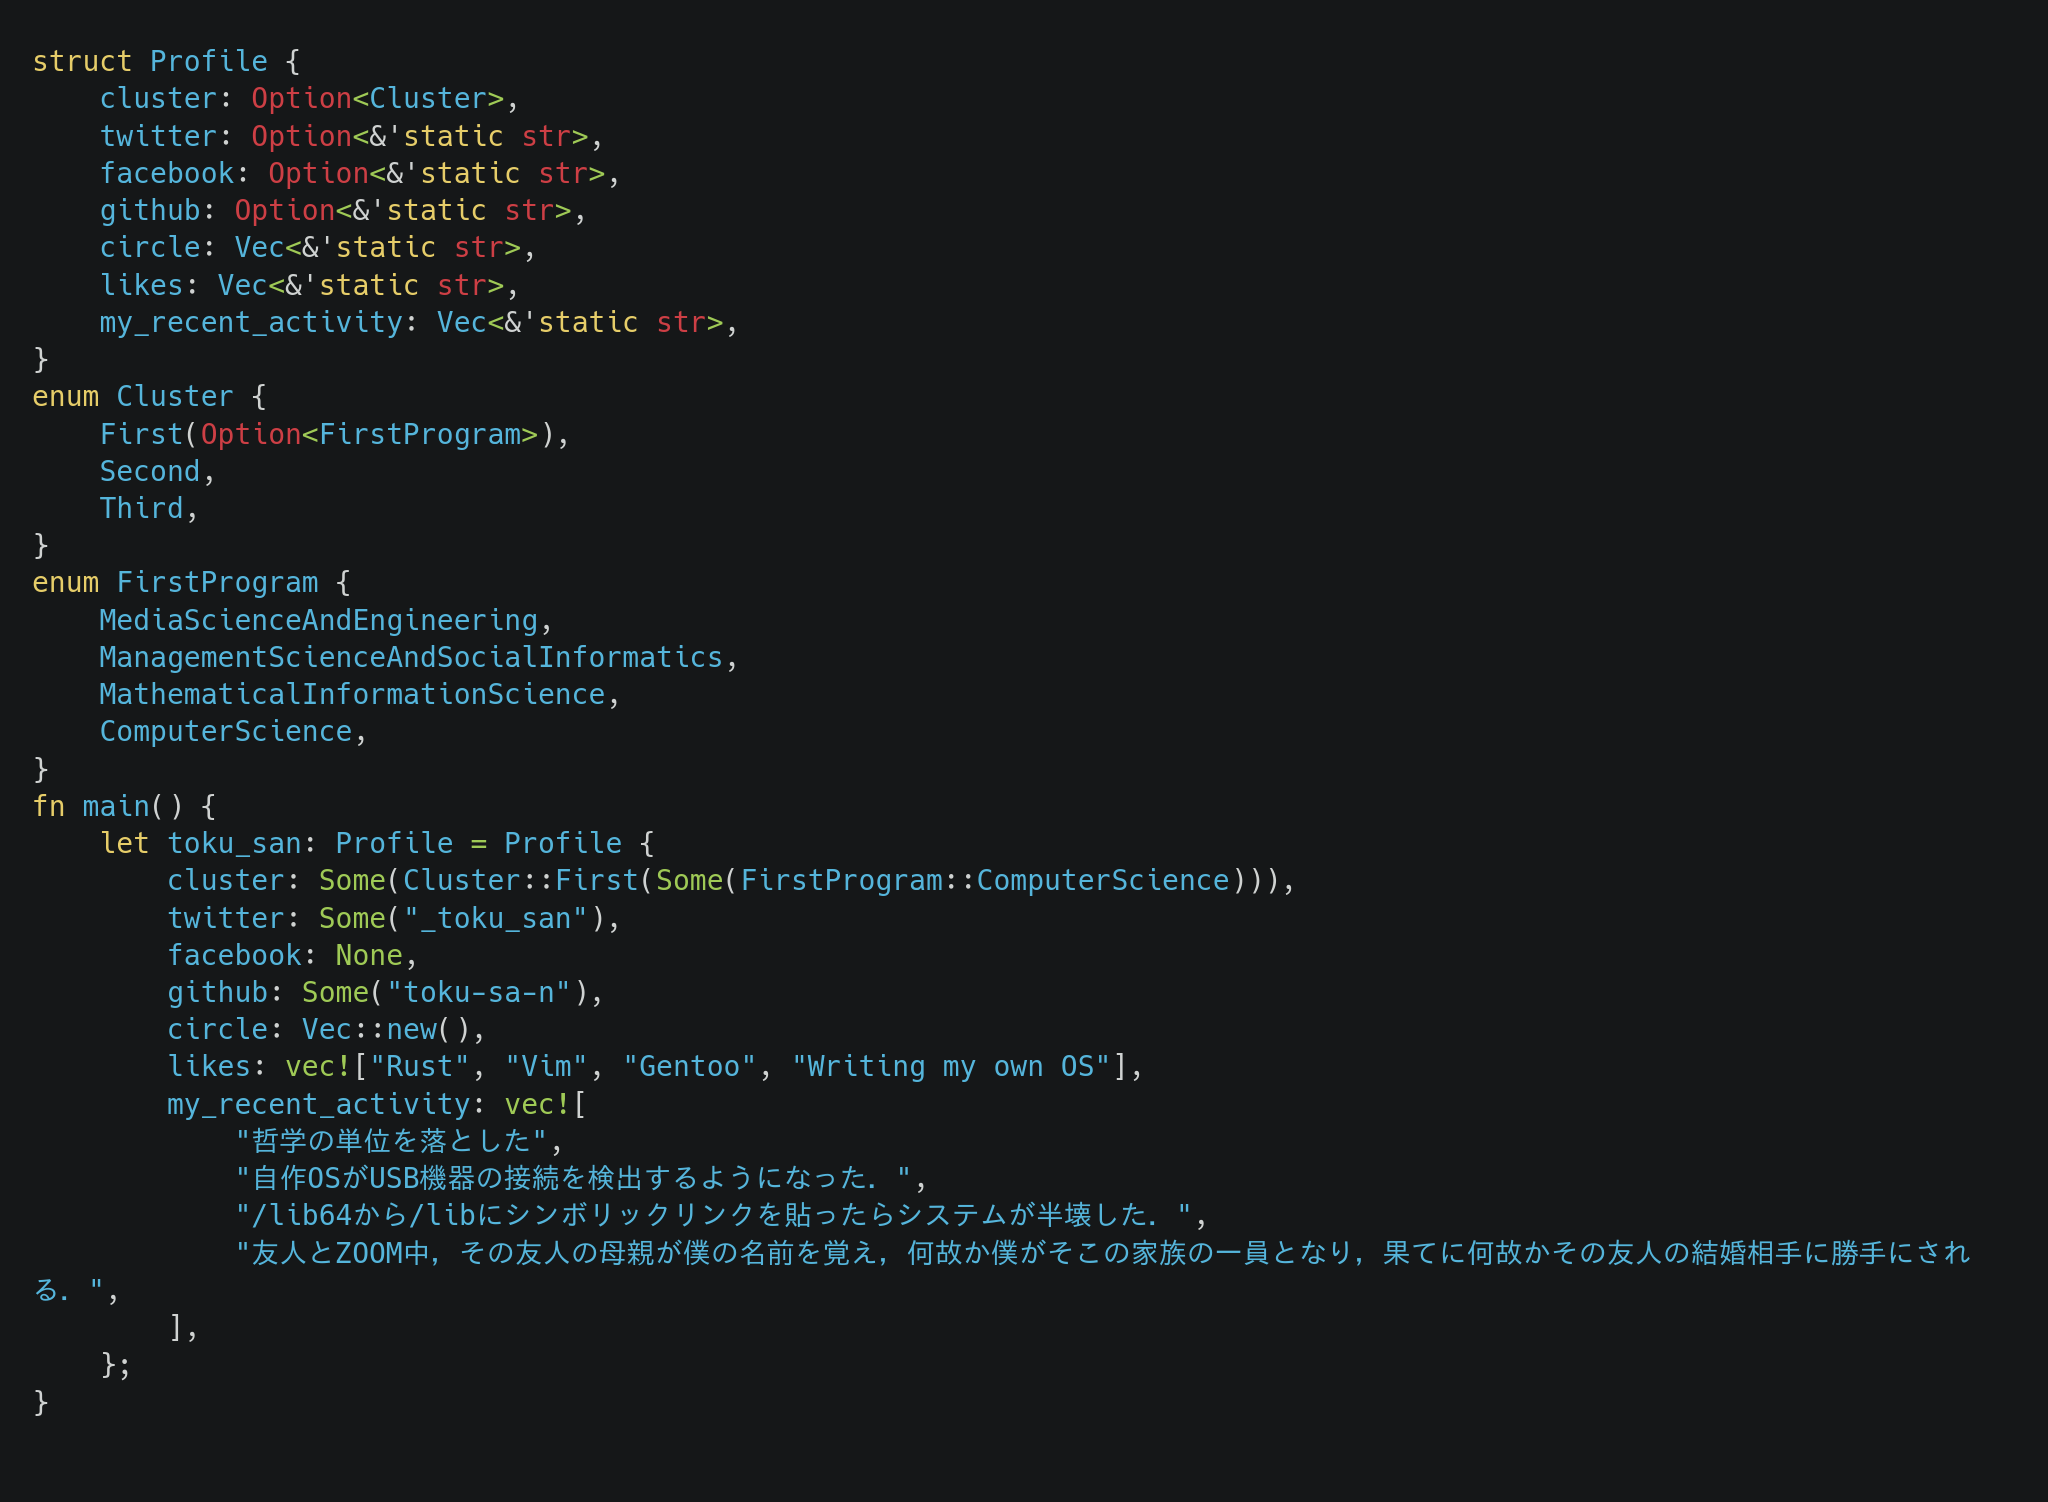 struct Profile {
    cluster: Option<Cluster>,
    twitter: Option<&'static str>,
    facebook: Option<&'static str>,
    github: Option<&'static str>,
    circle: Vec<&'static str>,
    likes: Vec<&'static str>,
    my_recent_activity: Vec<&'static str>,
}
enum Cluster {
    First(Option<FirstProgram>),
    Second,
    Third,
}
enum FirstProgram {
    MediaScienceAndEngineering,
    ManagementScienceAndSocialInformatics,
    MathematicalInformationScience,
    ComputerScience,
}
fn main() {
    let toku_san: Profile = Profile {
        cluster: Some(Cluster::First(Some(FirstProgram::ComputerScience))),
        twitter: Some("_toku_san"),
        facebook: None,
        github: Some("toku-sa-n"),
        circle: Vec::new(),
        likes: vec!["Rust", "Vim", "Gentoo", "Writing my own OS"],
        my_recent_activity: vec![
            "哲学の単位を落とした",
            "自作OSがUSB機器の接続を検出するようになった．",
            "/lib64から/libにシンボリックリンクを貼ったらシステムが半壊した．",
            "友人とZOOM中，その友人の母親が僕の名前を覚え，何故か僕がそこの家族の一員となり，果てに何故かその友人の結婚相手に勝手にされ
る．",
        ],
    };
}